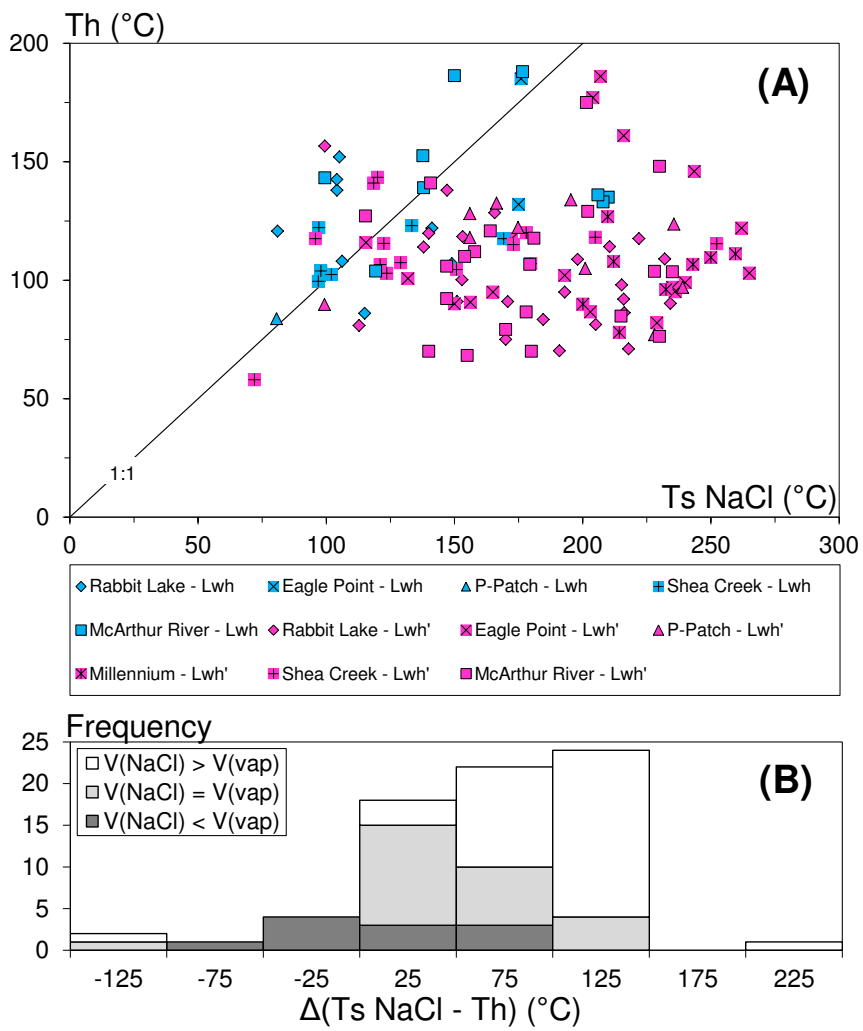 Th (°C)
200
(A)
150
100
50
1:1
Ts NaCl (°C)
0
0 50 100 150 200 250 300
Rabbit Lake - Lwh Eagle Point - Lwh P-Patch - Lwh Shea Creek - Lwh
McArthur River - Lwh Rabbit Lake - Lwh' Eagle Point - Lwh' P-Patch - Lwh'
Millennium - Lwh' Shea Creek - Lwh' McArthur River - Lwh'
Frequency
25
V(NaCl) > V(vap)
(B)
20
V(NaCl) = V(vap)
V(NaCl) < V(vap)
15
10
5
0
-125 -75 -25 25 75 125 175 225
Δ(Ts NaCl - Th) (°C)